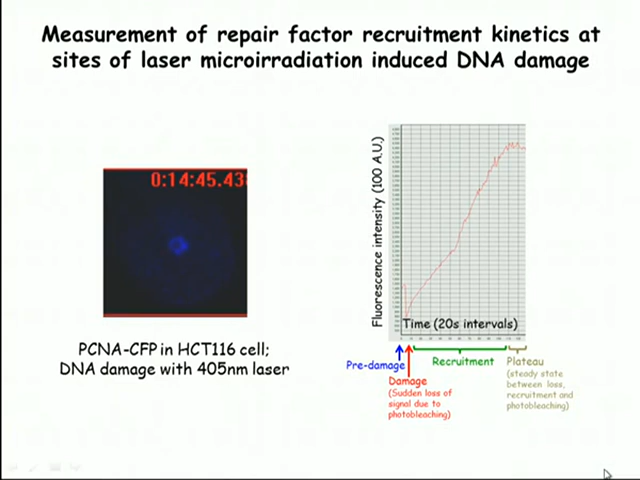 Measurement of repair factor recruitment kinetics at
sites of laser microirradiation induced DNA damage
0:14:45.43
PCNA-CFP in HCT116 cell;
DNA damage with 405nm laser
Fluorescence intensity (100 A.U.)
Time (20s intervals)
Pre-damage
Damage
(Sudden loss of
signal due to
photobleaching)
Recruitment
Plateau
(steady state
between loss,
recruitment and
photobleaching)